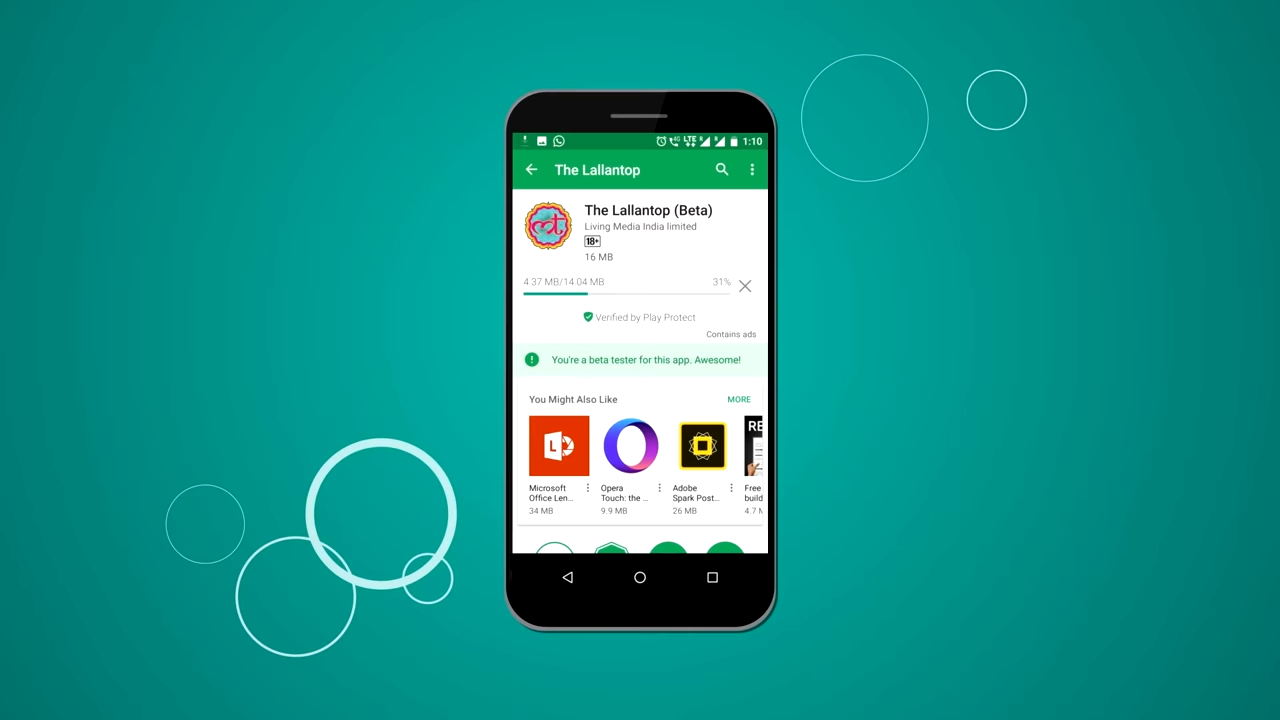 LTE 1:10
The Lallantop
The Lallantop (Beta)
Living Media India limited
18+
16 MB
4.37 MB/14.04 MB 31%
Verified by Play Protect
Contains ads
You're a beta tester for this app. Awesome!
You Might Also Like MORE
Microsoft Opera Adobe Free
Office Len... Touch: the ... Spark Post... build
34 MB 9.9 MB 26 MB 4.7 M